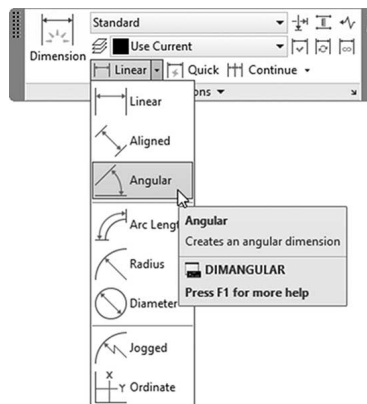 Standard
Dimension
Use Current
Linear Quick Continue
ns
Linear
Aligned
Angular
Arc Lengt
Radius
Diameter
Jogged
X
Y Ordinate
Angular
Creates an angular dimension
DIMANGULAR
Press F1 for more help